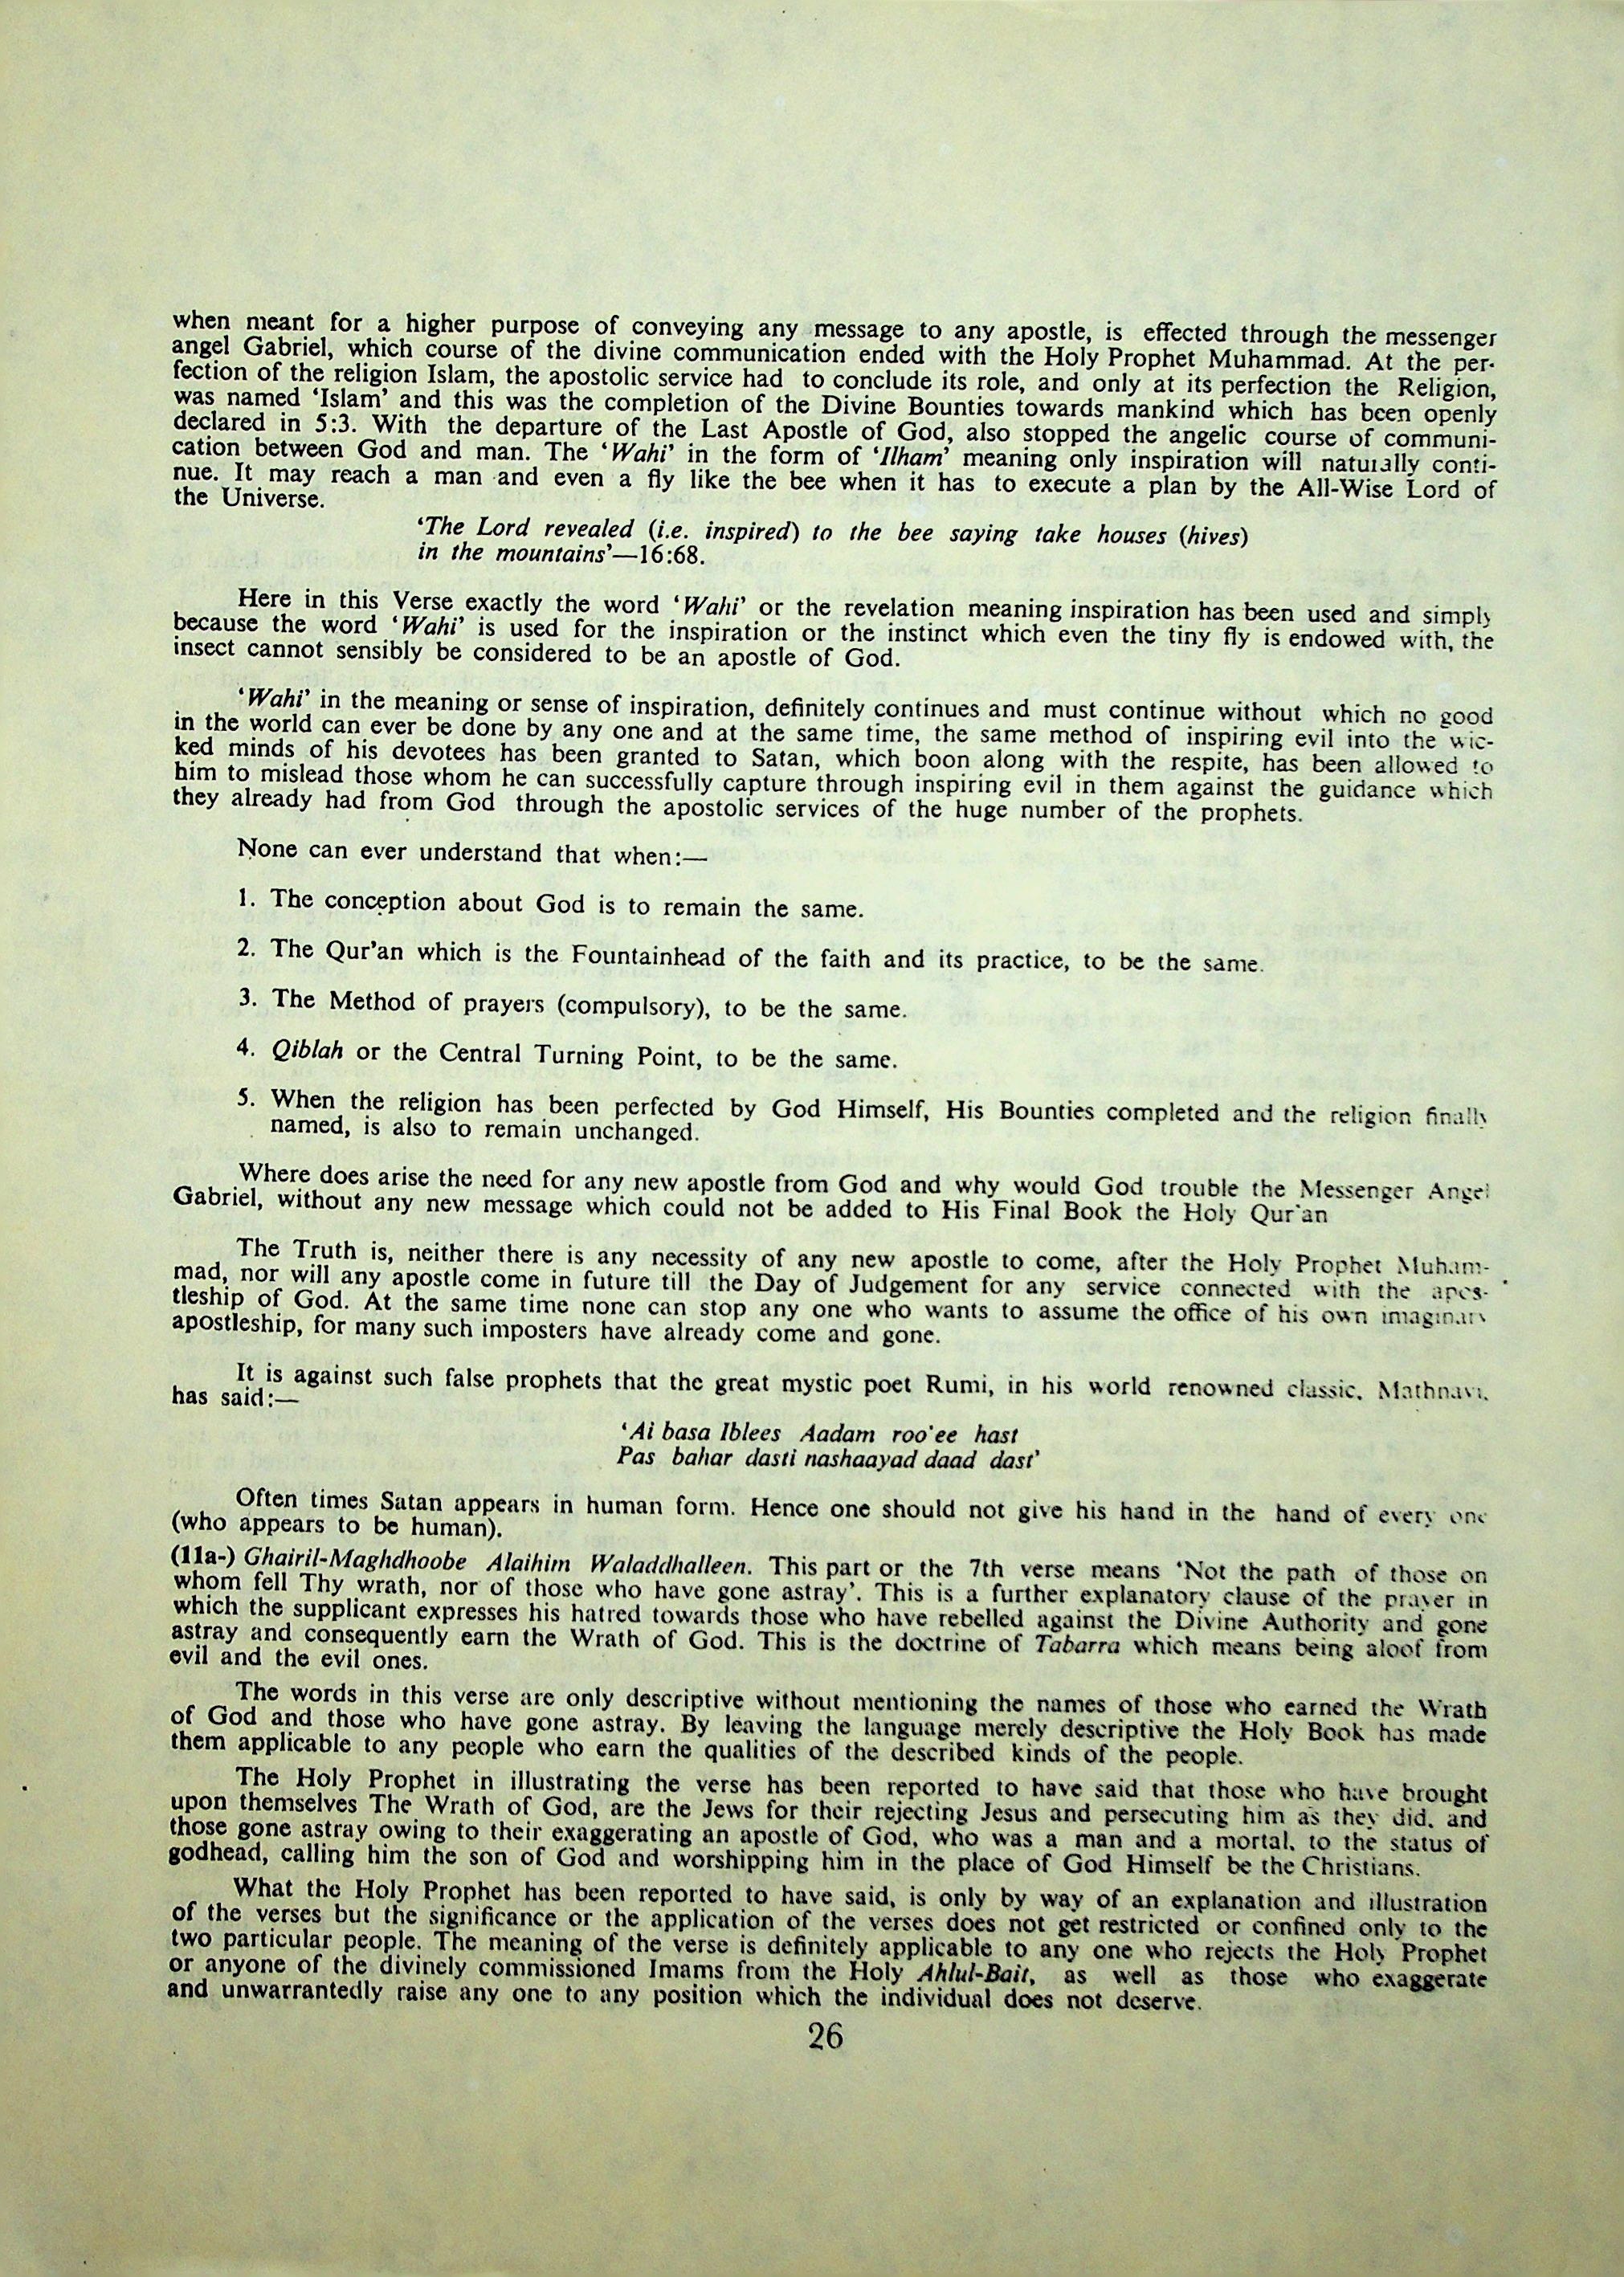 when meant for a higher purpose of conveying any message to any apostle, is effected through the messenger
angel Gabriel, which course of the divine communication ended with the Holy Prophet Muhammad. At the per-
fection of the religion Islam, the apostolic service had to conclude its role, and only at its perfection the Religion,
was named ‘Islam’ and this was the completion of the Divine Bounties towards mankind which has been openly
declared in 5:3. With the departure of the Last Apostle of God, also stopped the angelic course of communi-
cation between God and man. The ‘Wahi’ in the form of ‘Ilham’ meaning only inspiration will naturally conti-
nue. It may reach a man and even a fly like the bee when it has to execute a plan by the All-Wise Lord of
the Universe.
‘The Lord revealed (i.e. inspired) to the bee saying take houses (hives)
in the mountains’—16:68.
Here in this Verse exactly the word ‘Wahi’ or the revelation meaning inspiration has been used and simply
because the word ‘Wahi’ is used for the inspiration or the instinct which even the tiny fly is endowed with, the
insect cannot sensibly be considered to be an apostle of God.
‘Wahi’ in the meaning or sense of inspiration, definitely continues and must continue without which no good
in the world can ever be done by any one and at the same time, the same method of inspiring evil into the wic-
ked minds of his devotees has been granted to Satan, which boon along with the respite, has been allowed to
him to mislead those whom he can successfully capture through inspiring evil in them against the guidance which
they already had from God through the apostolic services of the huge number of the prophets.
None can ever understand that when:—
1. The conception about God is to remain the same.
2. The Qur’an which is the Fountainhead of the faith and its practice, to be the same.
3. The Method of prayers (compulsory), to be the same.
4. Qiblah or the Central Turning Point, to be the same.
5. When the religion has been perfected by God Himself, His Bounties completed and the religion finally
named, is also to remain unchanged.
Where does arise the need for any new apostle from God and why would God trouble the Messenger Angel
Gabriel, without any new message which could not be added to His Final Book the Holy Qur’an
The Truth is, neither there is any necessity of any new apostle to come, after the Holy Prophet Muham-
mad, nor will any apostle come in future till the Day of Judgement for any service connected with the apos-
tleship of God. At the same time none can stop any one who wants to assume the office of his own imaginary
apostleship, for many such imposters have already come and gone.
It is against such false prophets that the great mystic poet Rumi, in his world renowned classic, Mathnavi,
has said:—
‘Ai basa Iblees Aadam roo’ee hast
Pas bahar dasti nashaayad daad dast’
Often times Satan appears in human form. Hence one should not give his hand in the hand of every one
(who appears to be human).
(11a-) Ghairil-Maghdhoobe Alaihim Waladdhalleen. This part or the 7th verse means ‘Not the path of those on
whom fell Thy wrath, nor of those who have gone astray’. This is a further explanatory clause of the prayer in
which the supplicant expresses his hatred towards those who have rebelled against the Divine Authority and gone
astray and consequently earn the Wrath of God. This is the doctrine of Tabarra which means being aloof from
evil and the evil ones.
The words in this verse are only descriptive without mentioning the names of those who earned the Wrath
of God and those who have gone astray. By leaving the language merely descriptive the Holy Book has made
them applicable to any people who earn the qualities of the described kinds of the people.
The Holy Prophet in illustrating the verse has been reported to have said that those who have brought
upon themselves The Wrath of God, are the Jews for their rejecting Jesus and persecuting him as they did, and
those gone astray owing to their exaggerating an apostle of God, who was a man and a mortal, to the status of
godhead, calling him the son of God and worshipping him in the place of God Himself be the Christians.
What the Holy Prophet has been reported to have said, is only by way of an explanation and illustration
of the verses but the significance or the application of the verses does not get restricted or confined only to the
two particular people. The meaning of the verse is definitely applicable to any one who rejects the Holy Prophet
or anyone of the divinely commissioned Imams from the Holy Ahlul-Bait, as well as those who exaggerate
and unwarrantedly raise any one to any position which the individual does not deserve.
26